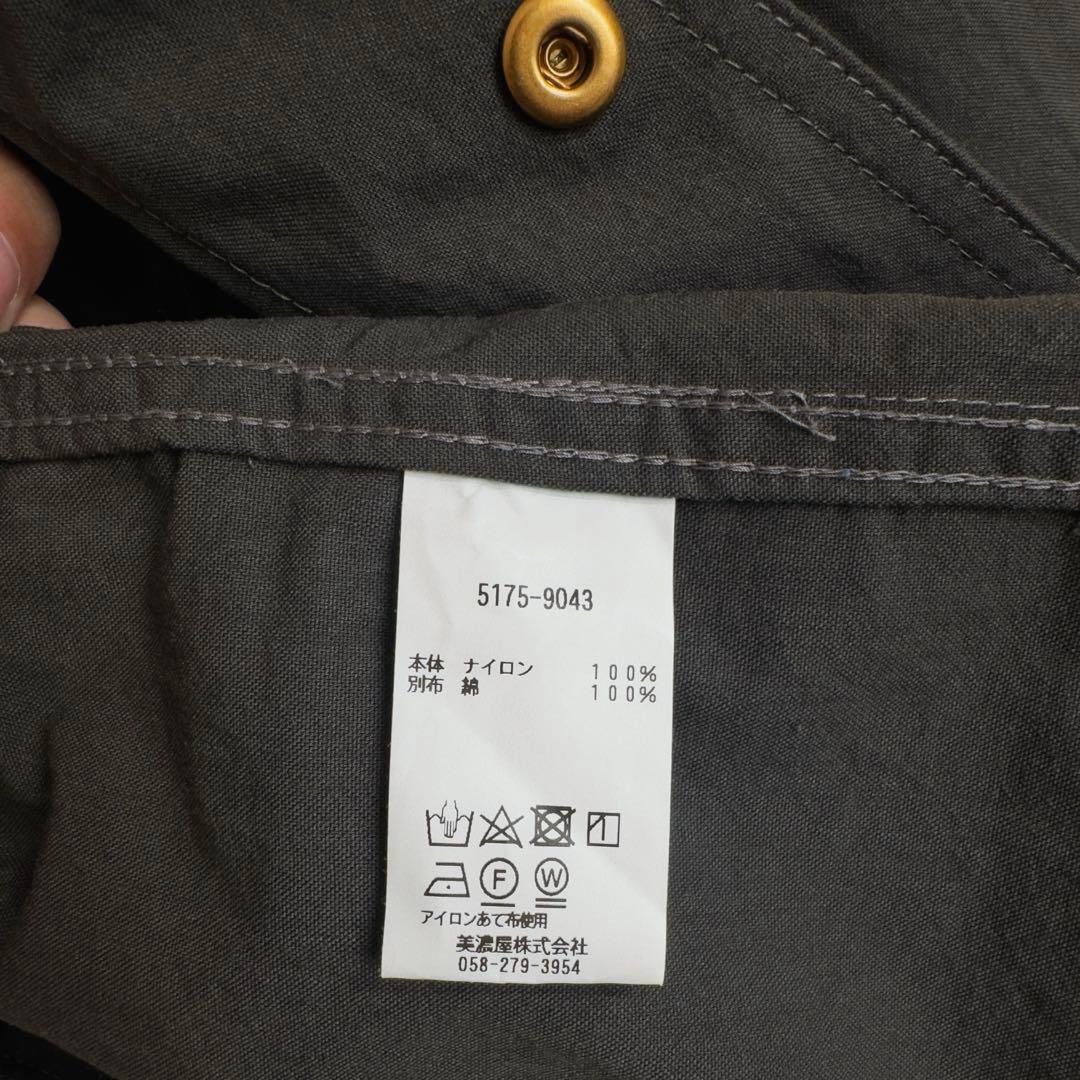 5175-9043
本体 ナイロン 100%
別布 綿 100%
F W
アイロンあて布使用
美濃屋株式会社
058-279-3954